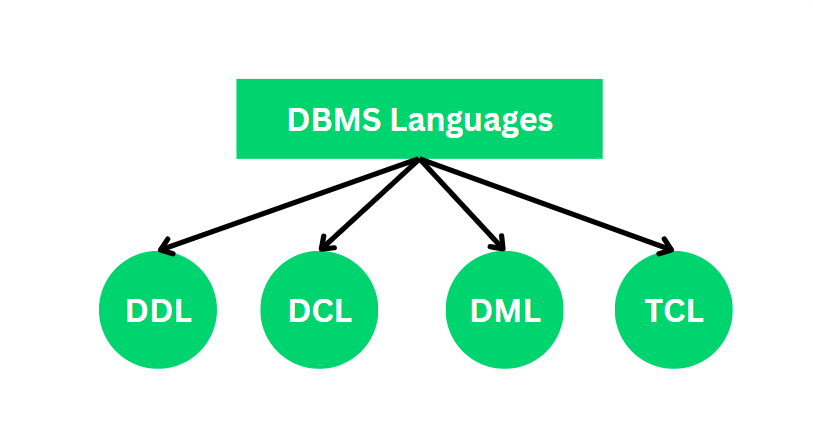 DBMS Languages
DDL
DCL
DML
TCL